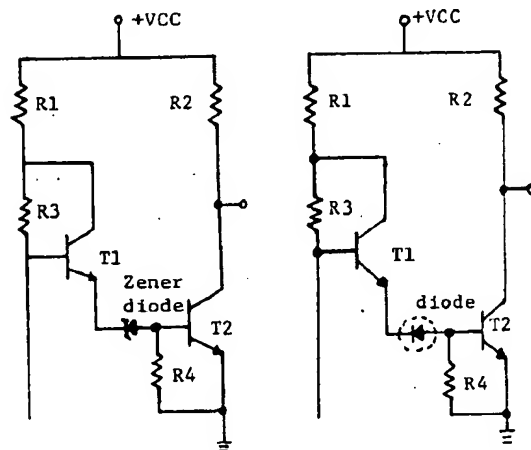 +VCC
R1
R2
R3
T1
Zener
diode
T2
R4
+VCC
R1
R2
R3
T1
diode
T2
R4